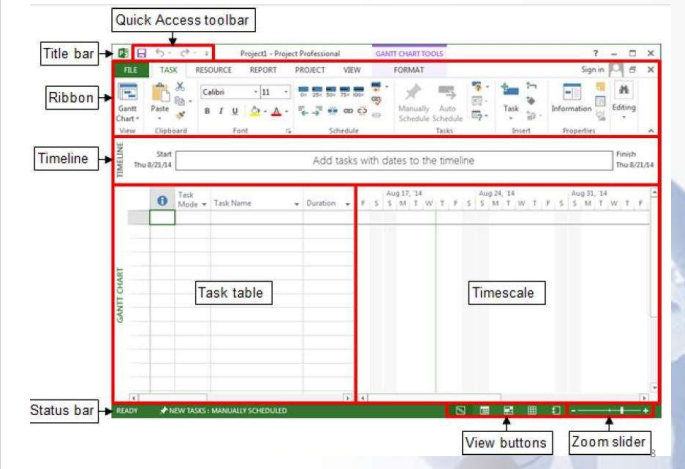 Quick Access toolbar
Title bar
Project1 - Project Professional
GANTT CHART TOOLS
FILE TASK RESOURCE REPORT PROJECT VIEW FORMAT Sign in
Ribbon
Calibri 11
Gantt Chart
Paste
B I U A
Manually Schedule
Auto Schedule
Task
Information
Editing
View Clipboard Font Schedule Tasks Insert Properties
Timeline
TIMELINE
Start
Thu 8/21/14
Add tasks with dates to the timeline
Finish
Thu 8/21/14
Task Mode
Task Name
Duration
Aug 17, '14 Aug 24, '14 Aug 31, '14
F S S M T W T F S S M T W T F S S M T W T F
GANTT CHART
Task table
Timescale
Status bar
READY
NEW TASKS : MANUALLY SCHEDULED
View buttons
Zoom slider